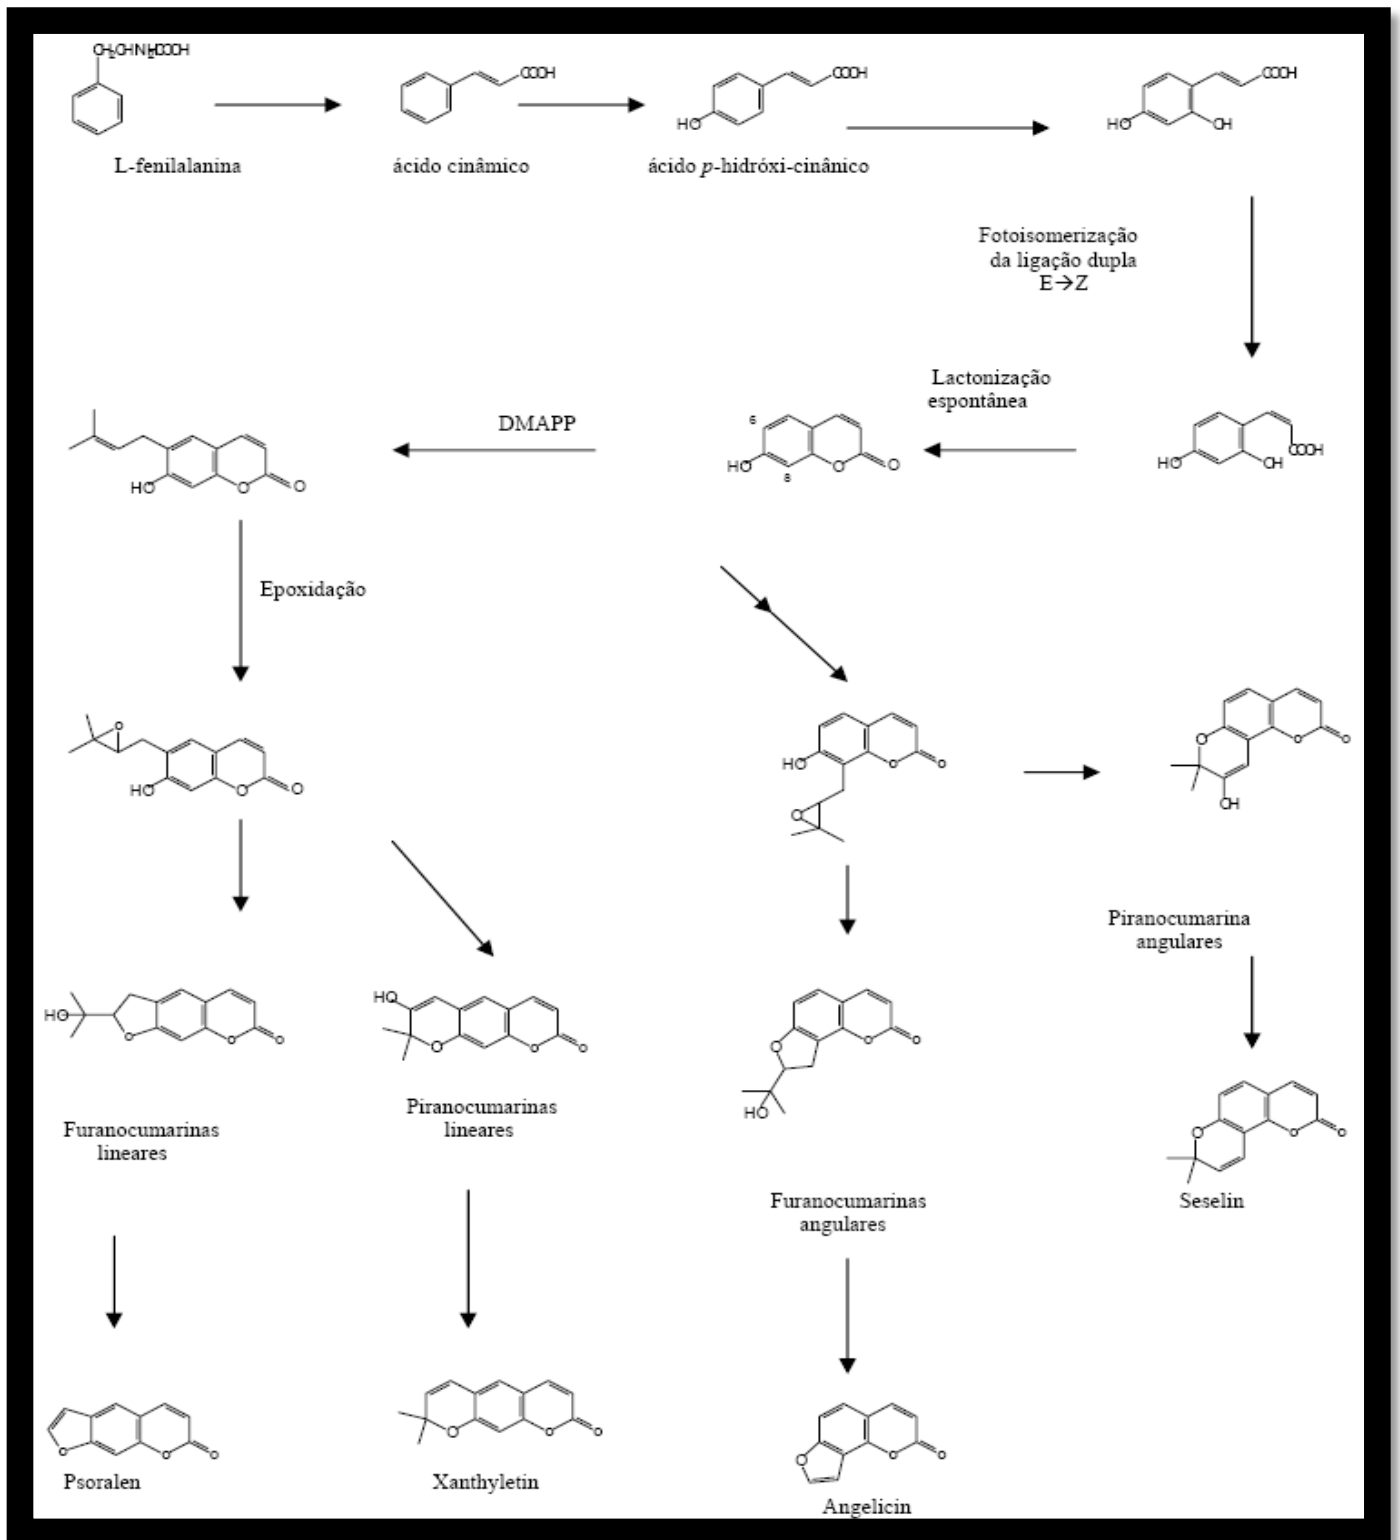 CH₂CHNH₂COOH
COOH
COOH
HO
COOH
HO
OH
L-fenilalanina
ácido cinâmico
ácido p-hidróxi-cinânico
Fotoisomerização
da ligação dupla
E→Z
Lactonização
espontânea
DMAPP
HO
O
O
6
HO
8
O
O
HO
OH
COOH
Epoxidação
O
HO
O
O
HO
O
O
O
O
O
O
OH
Piranocumarina
angulares
HO
O
O
O
HO
O
O
O
O
O
O
HO
Furanocumarinas
lineares
Piranocumarinas
lineares
Furanocumarinas
angulares
O
O
O
Seselin
O
O
O
Psoralen
O
O
O
Xanthyletin
O
O
O
Angelicin